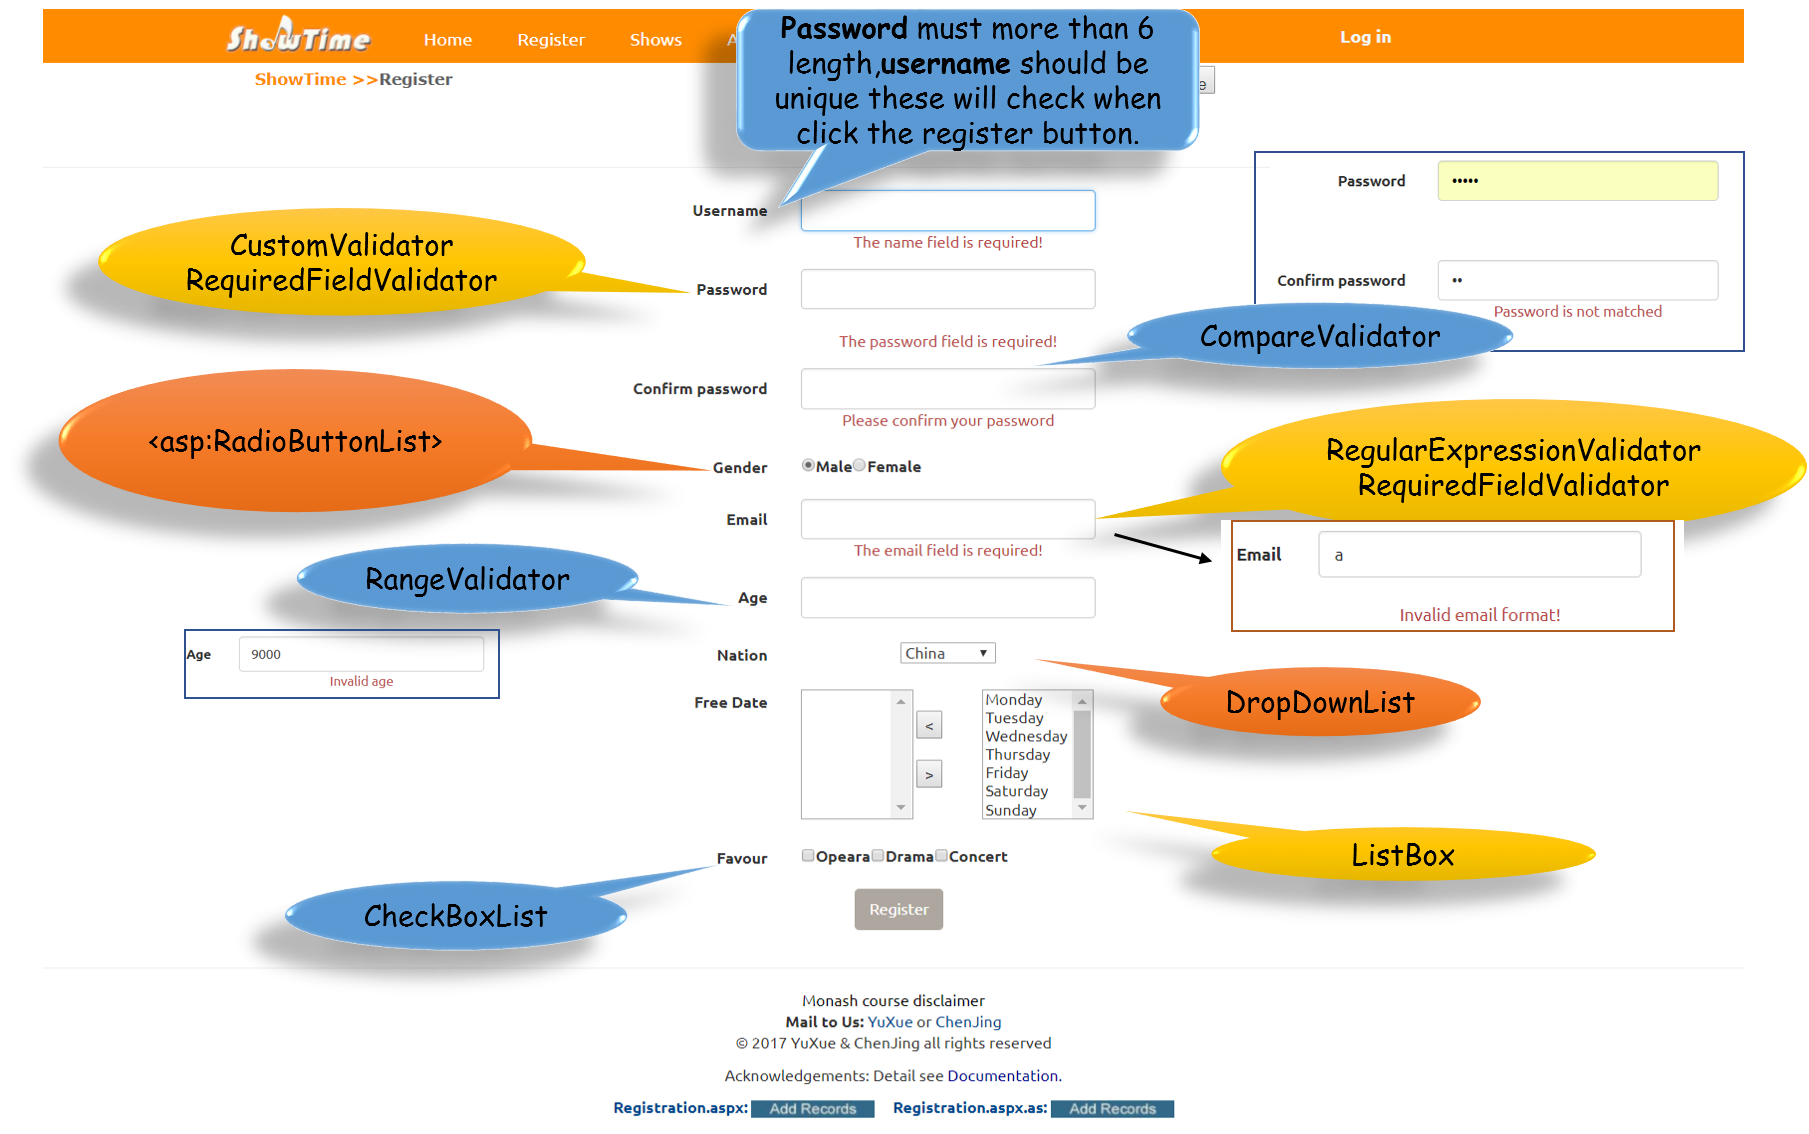 ShowTime Home Register Shows A Log in
ShowTime >>Register
Password must more than 6
length,username should be
unique these will check when
click the register button.
e
Username
The name field is required!
CustomValidator
RequiredFieldValidator
Password
The password field is required!
Password •••••
Confirm password ••
Password is not matched
CompareValidator
Confirm password
Please confirm your password
<asp:RadioButtonList>
Gender Male Female
RegularExpressionValidator
RequiredFieldValidator
Email
The email field is required!
Email a
Invalid email format!
RangeValidator
Age
Age 9000
Invalid age
Nation China
DropDownList
Free Date
<
>
Monday
Tuesday
Wednesday
Thursday
Friday
Saturday
Sunday
ListBox
Favour Opeara Drama Concert
CheckBoxList
Register
Monash course disclaimer
Mail to Us: YuXue or ChenJing
© 2017 YuXue & ChenJing all rights reserved
Acknowledgements: Detail see Documentation.
Registration.aspx: Add Records Registration.aspx.as: Add Records